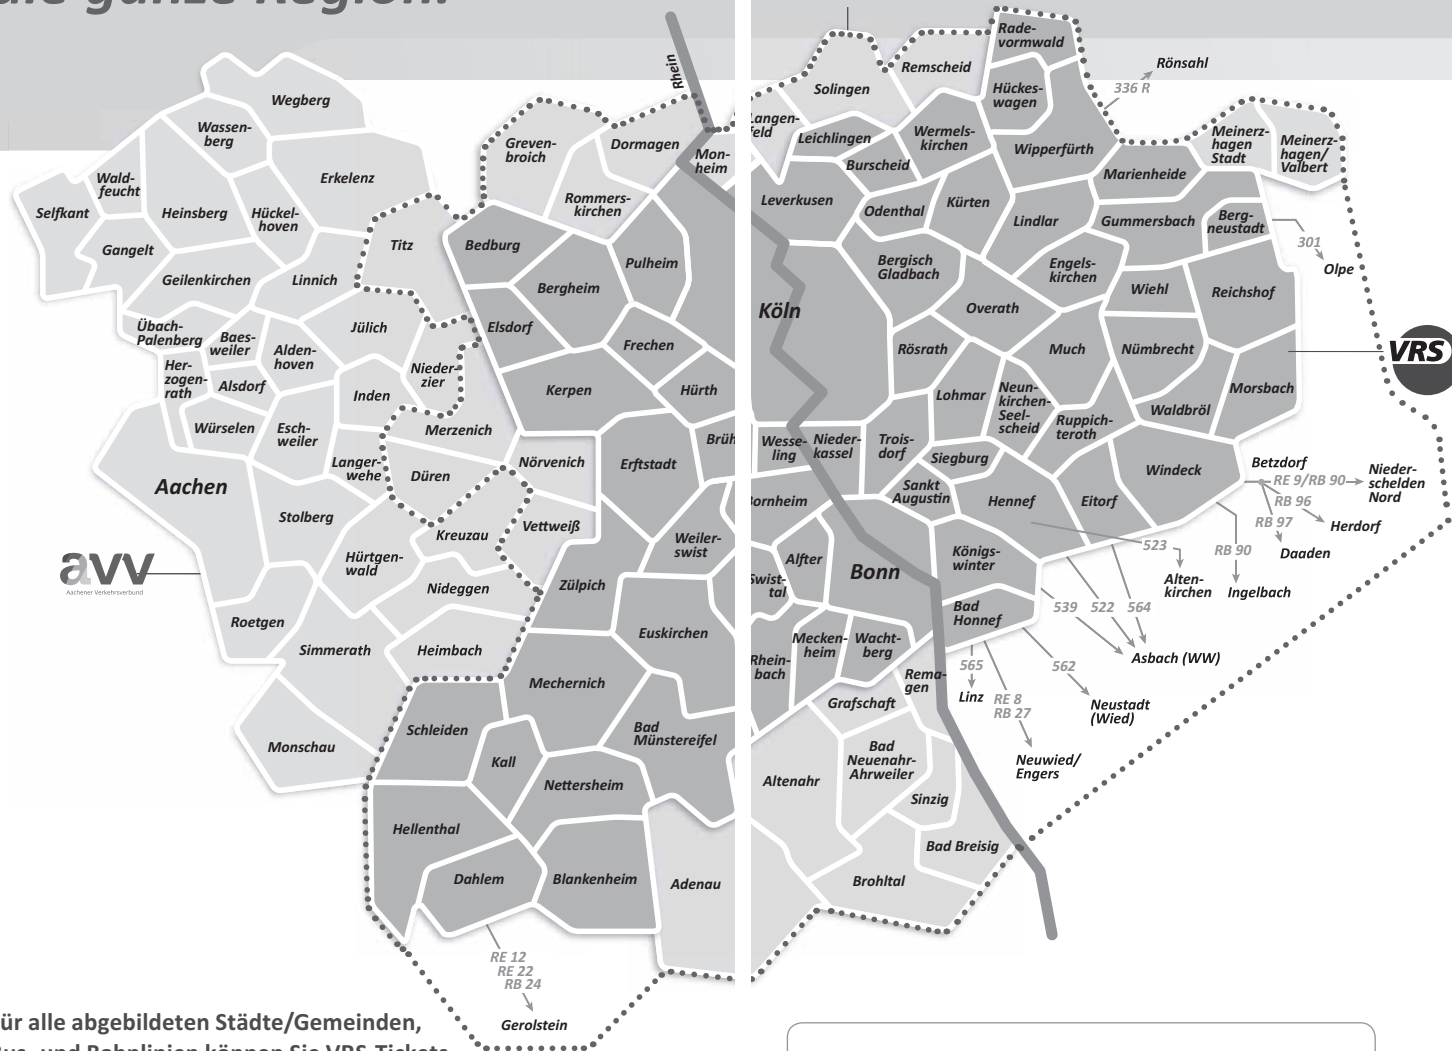 die ganze Region.
Rhein
Wegberg
Wassen-
berg
Erkelenz
Wald-
feucht
Selfkant
Heinsberg
Hückel-
hoven
Gangelt
Geilenkirchen
Linnich
Titz
Übach-
Palenberg
Baes-
weiler
Alden-
hoven
Jülich
Her-
zogen-
rath
Alsdorf
Inden
Nieder-
zier
Würselen
Esch-
weiler
Merzenich
Langer-
wehe
Düren
Nörvenich
Aachen
Stolberg
Kreuzau
Vettweiß
Hürtgen-
wald
Nideggen
avv
Aachener Verkehrsverbund
Roetgen
Simmerath
Heimbach
Monschau
Greven-
broich
Dormagen
Mon-
heim
Rommers-
kirchen
Bedburg
Pulheim
Bergheim
Elsdorf
Frechen
Kerpen
Hürth
Brüh
Erftstadt
Weiler-
swist
Zülpich
Euskirchen
Mechernich
Schleiden
Bad
Münstereifel
Kall
Nettersheim
Hellenthal
Dahlem
Blankenheim
Adenau
RE 12
RE 22
RB 24
Gerolstein
ür alle abgebildeten Städte/Gemeinden,
Bus- und Bahnlinien können Sie VRS-Tickets
Rade-
vormwald
Remscheid
Solingen
Hückes-
wagen
Rönsahl
336 R
Langen-
feld
Leichlingen
Wermels-
kirchen
Wipperfürth
Meinerz-
hagen
Stadt
Meinerz-
hagen/
Valbert
Burscheid
Marienheide
Leverkusen
Odenthal
Kürten
Lindlar
Gummersbach
Berg-
neustadt
301
Olpe
Bergisch
Gladbach
Engels-
kirchen
Wiehl
Reichshof
Köln
Overath
Rösrath
Much
Nümbrecht
VRS
Morsbach
Lohmar
Neun-
kirchen-
Seel-
scheid
Waldbröl
Ruppich-
teroth
Wesse-
ling
Nieder-
kassel
Trois-
dorf
Siegburg
Windeck
Betzdorf
RE 9/RB 90
Nieder-
schelden
Nord
RB 96
Herdorf
RB 97
Daaden
RB 90
Ingelbach
Bornheim
Sankt
Augustin
Hennef
Eitorf
523
Alten-
kirchen
Alfter
Bonn
Königs-
winter
Swist-
tal
Bad
Honnef
539
522
564
Asbach (WW)
Rhein-
bach
Mecken-
heim
Wacht-
berg
Rema-
gen
565
Linz
562
Neustadt
(Wied)
RE 8
RB 27
Neuwied/
Engers
Grafschaft
Bad
Neuenahr-
Ahrweiler
Altenahr
Sinzig
Bad Breisig
Brohltal